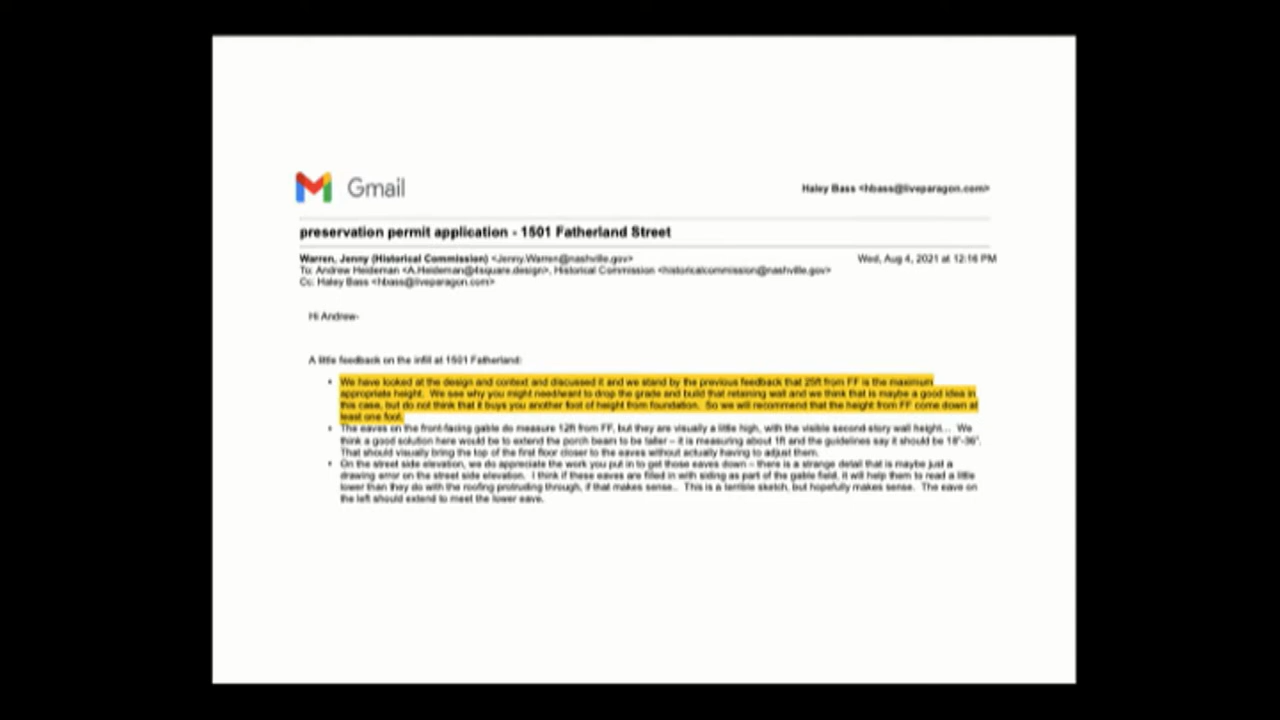 Gmail
Haley Bass <hbass@liveparagon.com>
preservation permit application - 1501 Fatherland Street
Warren, Jenny (Historical Commission) <Jenny.Warren@nashville.gov>
Wed, Aug 4, 2021 at 12:16 PM
To: Andrew Heideman <A.Heideman@4square.design>, Historical Commission <historicalcommission@nashville.gov>
Cc: Haley Bass <hbass@liveparagon.com>
Hi Andrew-
A little feedback on the infill at 1501 Fatherland:
• We have looked at the design and context and discussed it and we stand by the previous feedback that 25ft from FF is the maximum
appropriate height. We see why you might need/want to drop the grade and build that retaining wall and we think that is maybe a good idea in
this case, but do not think that it buys you another foot of height from foundation. So we will recommend that the height from FF come down at
least one foot.
• The eaves on the front-facing gable do measure 12ft from FF, but they are visually a little high, with the visible second story wall height... We
think a good solution here would be to extend the porch beam to be taller – it is measuring about 1ft and the guidelines say it should be 18"-36".
That should visually bring the top of the first floor closer to the eaves without actually having to adjust them.
• On the street side elevation, we do appreciate the work you put in to get those eaves down – there is a strange detail that is maybe just a
drawing error on the street side elevation. I think if these eaves are filled in with siding as part of the gable field, it will help them to read a little
lower than they do with the roofing protruding through, if that makes sense.. This is a terrible sketch, but hopefully makes sense. The eave on
the left should extend to meet the lower eave.